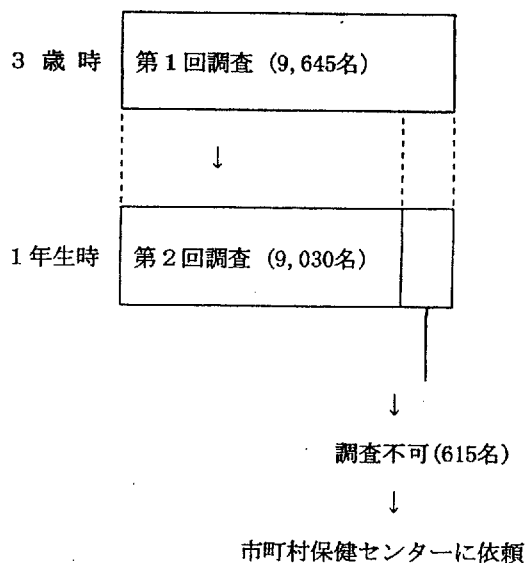 3 歳 時
第1回調査 (9,645名)
↓
1年生時
第2回調査 (9,030名)
↓
調査不可(615名)
↓
市町村保健センターに依頼